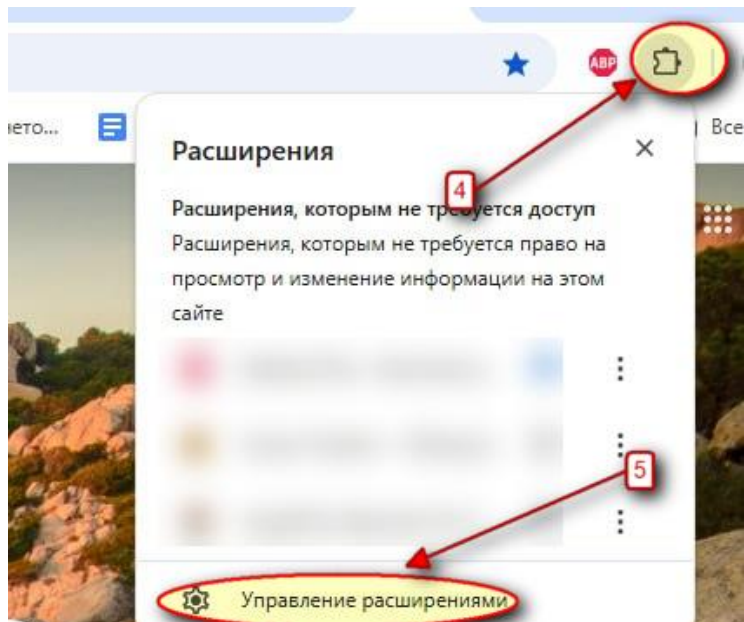 ABP
нето...
Все
Расширения
4
Расширения, которым не требуется доступ
Расширения, которым не требуется право на
просмотр и изменение информации на этом
сайте
5
Управление расширениями